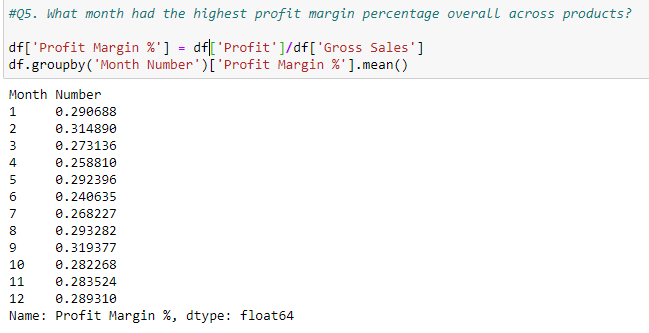 #Q5. What month had the highest profit margin percentage overall across products?
df['Profit Margin %'] = df['Profit']/df['Gross Sales']
df.groupby('Month Number')['Profit Margin %'].mean()
Month Number
1     0.290688
2     0.314890
3     0.273136
4     0.258810
5     0.292396
6     0.240635
7     0.268227
8     0.293282
9     0.319377
10    0.282268
11    0.283524
12    0.289310
Name: Profit Margin %, dtype: float64